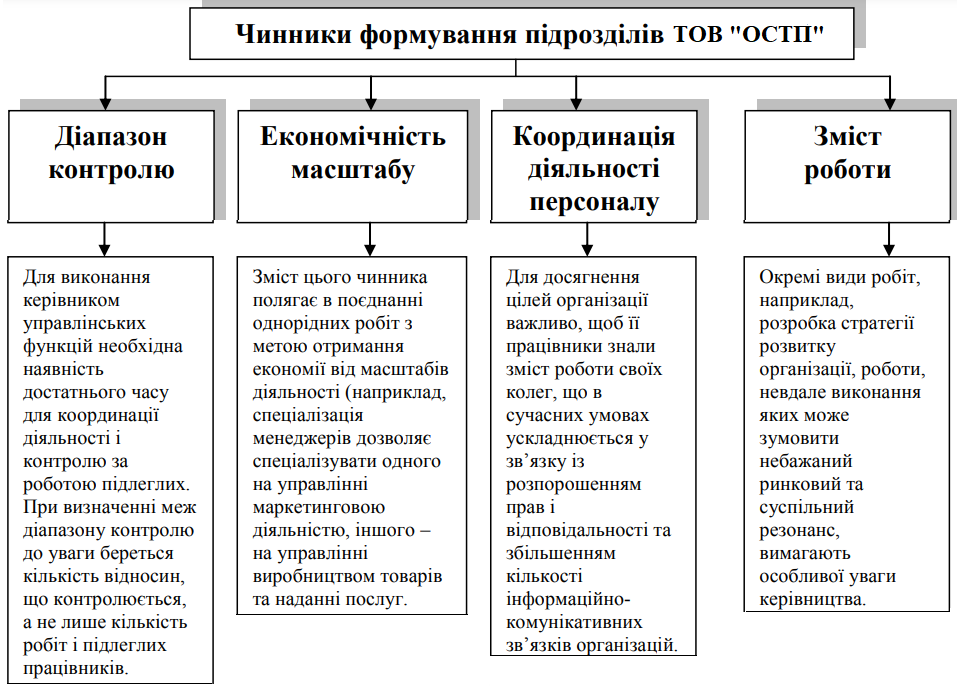 Чинники формування підрозділів ТОВ "ОСТП"
Діапазон
контролю
Економічність
масштабу
Координація
діяльності
персоналу
Зміст
роботи
Для виконання
керівником
управлінських
функцій необхідна
наявність
достатнього часу
для координації
діяльності і
контролю за
роботою підлеглих.
При визначенні меж
діапазону контролю
до уваги береться
кількість відносин,
що контролюється,
а не лише кількість
робіт і підлеглих
працівників.
Зміст цього чинника
полягає в поєднанні
однорідних робіт з
метою отримання
економії від масштабів
діяльності (наприклад,
спеціалізація
менеджерів дозволяє
спеціалізувати одного
на управлінні
маркетинговою
діяльністю, іншого –
на управлінні
виробництвом товарів
та наданні послуг.
Для досягнення
цілей організації
важливо, щоб її
працівники знали
зміст роботи своїх
колег, що в
сучасних умовах
ускладнюється у
зв’язку із
розпорошенням
прав і
відповідальності та
збільшенням
кількості
інформаційно-
комунікативних
зв’язків організацій.
Окремі види робіт,
наприклад,
розробка стратегії
розвитку
організації, роботи,
невдале виконання
яких може
зумовити
небажаний
ринковий та
суспільний
резонанс,
вимагають
особливої уваги
керівництва.